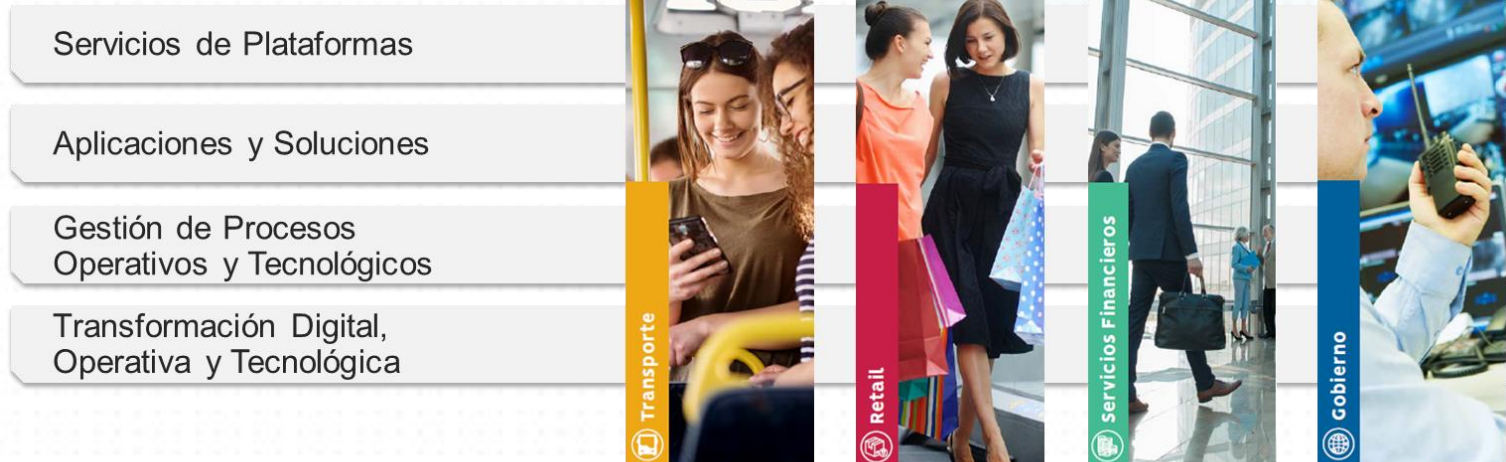 Servicios de Plataformas
Aplicaciones y Soluciones
Gestión de Procesos
Operativos y Tecnológicos
Transformación Digital,
Operativa y Tecnológica
Transporte
Retail
Servicios Financieros
Gobierno